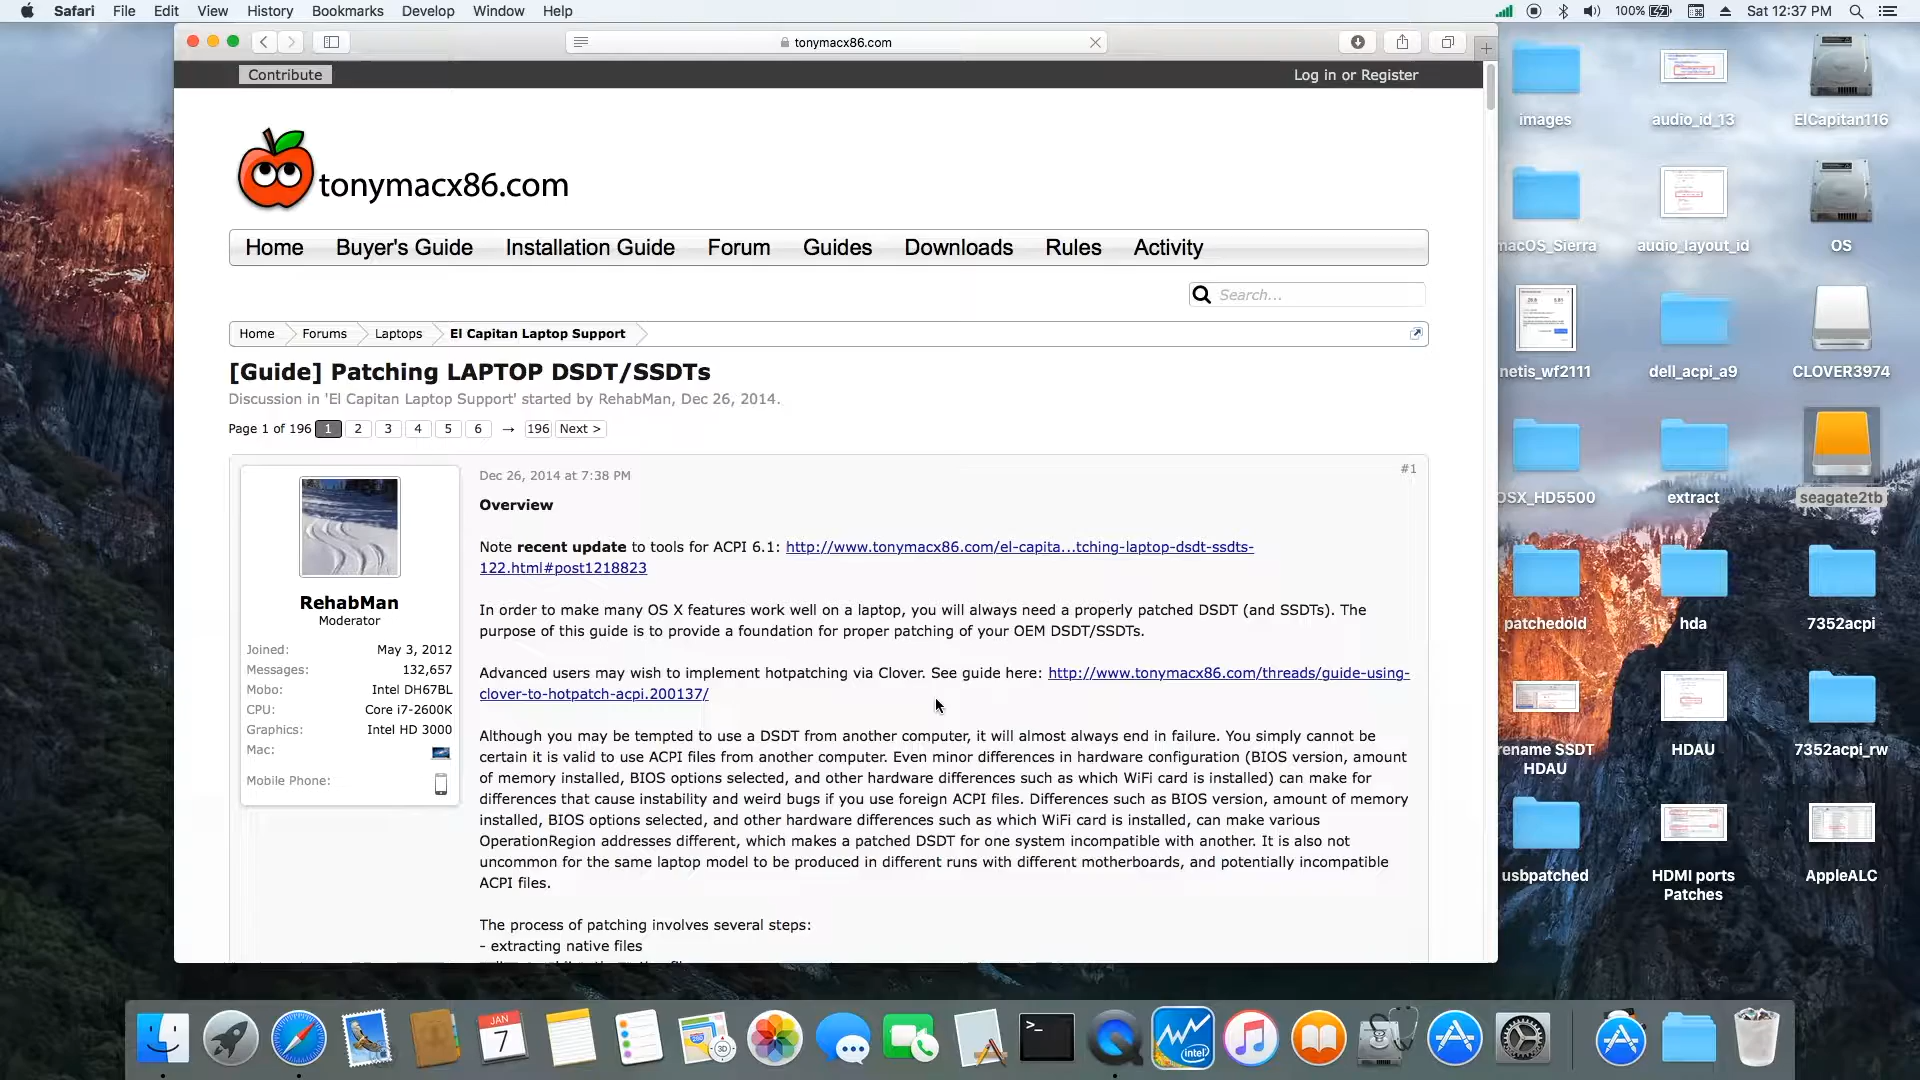 Safari File Edit View History Bookmarks Develop Window Help 100% Sat 12:37 PM
tonymacx86.com
Contribute Log in or Register
tonymacx86.com
Home Buyer's Guide Installation Guide Forum Guides Downloads Rules Activity
Search...
Home Forums Laptops El Capitan Laptop Support
[Guide] Patching LAPTOP DSDT/SSDTs
Discussion in 'El Capitan Laptop Support' started by RehabMan, Dec 26, 2014.
Page 1 of 196 1 2 3 4 5 6 → 196 Next >
RehabMan
Moderator
Joined: May 3, 2012
Messages: 132,657
Mobo: Intel DH67BL
CPU: Core i7-2600K
Graphics: Intel HD 3000
Mac:
Mobile Phone:
Dec 26, 2014 at 7:38 PM #1
Overview
Note recent update to tools for ACPI 6.1: http://www.tonymacx86.com/el-capita...tching-laptop-dsdt-ssdts-
122.html#post1218823
In order to make many OS X features work well on a laptop, you will always need a properly patched DSDT (and SSDTs). The
purpose of this guide is to provide a foundation for proper patching of your OEM DSDT/SSDTs.
Advanced users may wish to implement hotpatching via Clover. See guide here: http://www.tonymacx86.com/threads/guide-using-
clover-to-hotpatch-acpi.200137/
Although you may be tempted to use a DSDT from another computer, it will almost always end in failure. You simply cannot be
certain it is valid to use ACPI files from another computer. Even minor differences in hardware configuration (BIOS version, amount
of memory installed, BIOS options selected, and other hardware differences such as which WiFi card is installed) can make for
differences that cause instability and weird bugs if you use foreign ACPI files. Differences such as BIOS version, amount of memory
installed, BIOS options selected, and other hardware differences such as which WiFi card is installed, can make various
OperationRegion addresses different, which makes a patched DSDT for one system incompatible with another. It is also not
uncommon for the same laptop model to be produced in different runs with different motherboards, and potentially incompatible
ACPI files.
The process of patching involves several steps:
- extracting native files
images audio_id_13 ElCapitan116
macOS_Sierra audio_layout_id OS
netis_wf2111 dell_acpi_a9 CLOVER3974
OSX_HD5500 extract seagate2tb
patchedold hda 7352acpi
rename SSDT
HDAU
HDAU 7352acpi_rw
usbpatched HDMI ports
Patches
AppleALC
JAN
7
3D
>_
intel